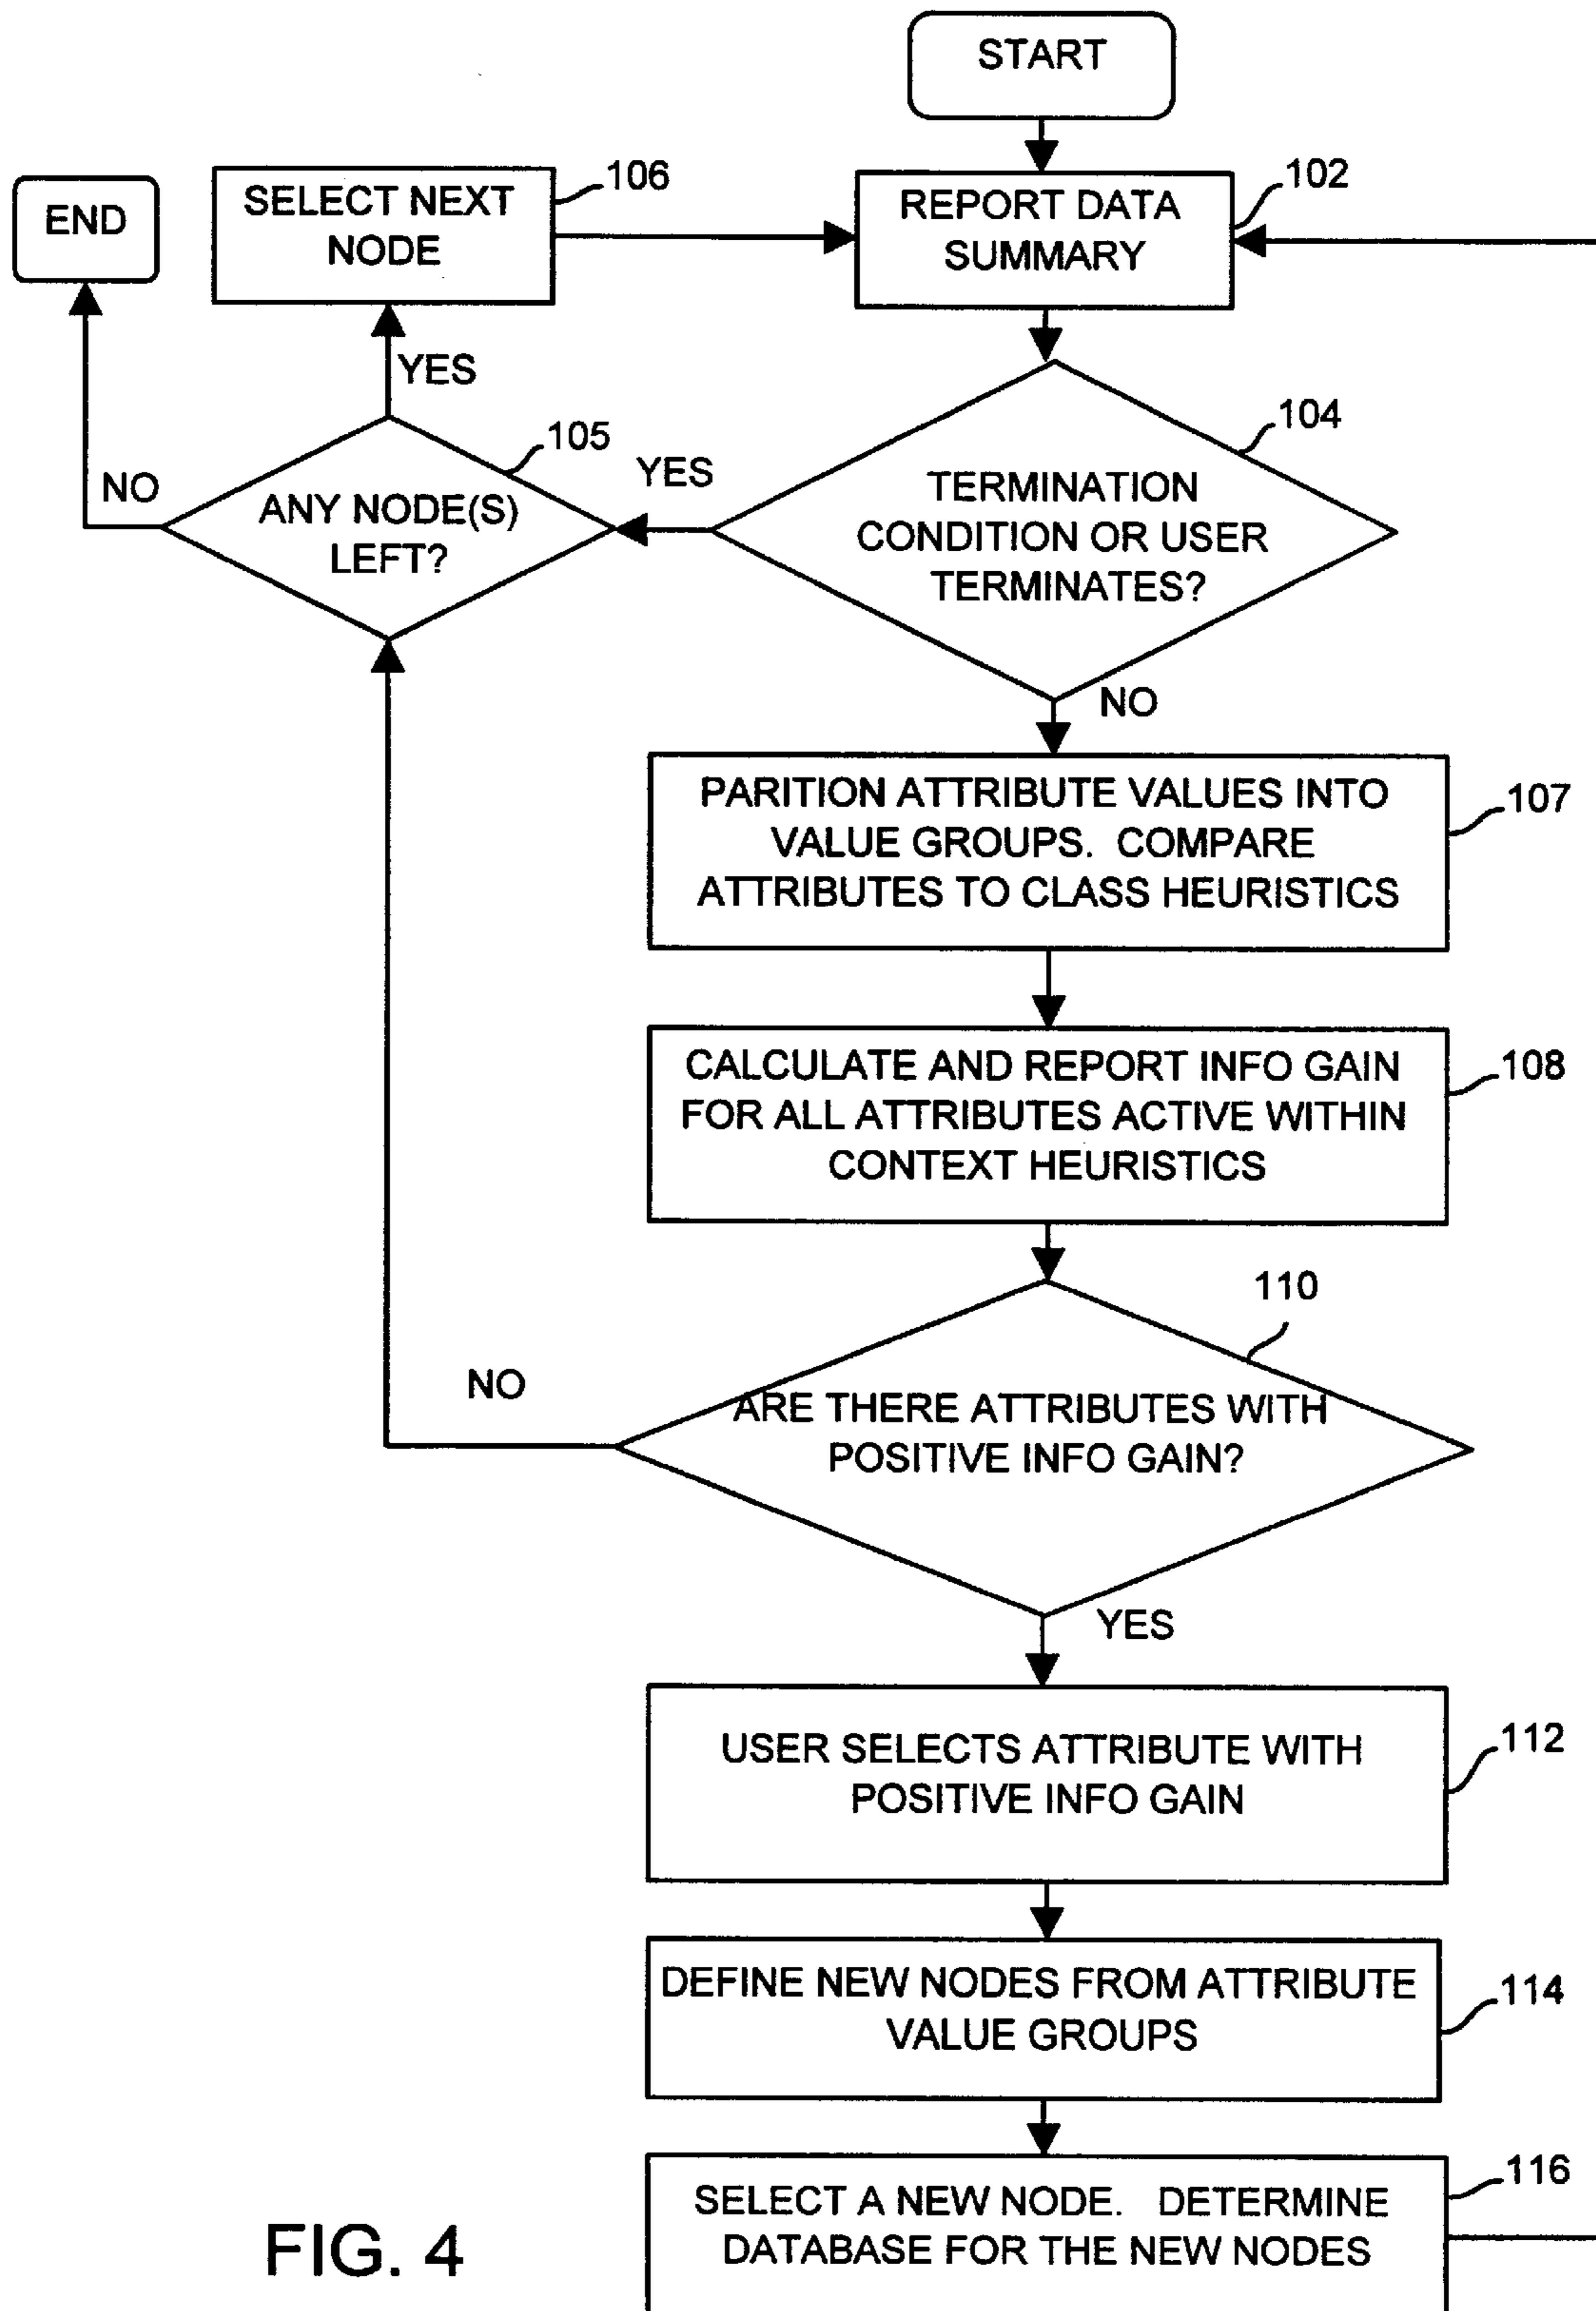 START
106
102
END
SELECT NEXT
NODE
REPORT DATA
SUMMARY
YES
105
104
YES
NO
ANY NODE(S)
LEFT?
TERMINATION
CONDITION OR USER
TERMINATES?
NO
PARITION ATTRIBUTE VALUES INTO
VALUE GROUPS. COMPARE
ATTRIBUTES TO CLASS HEURISTICS
107
CALCULATE AND REPORT INFO GAIN
FOR ALL ATTRIBUTES ACTIVE WITHIN
CONTEXT HEURISTICS
108
110
NO
ARE THERE ATTRIBUTES WITH
POSITIVE INFO GAIN?
YES
USER SELECTS ATTRIBUTE WITH
POSITIVE INFO GAIN
112
DEFINE NEW NODES FROM ATTRIBUTE
VALUE GROUPS
114
SELECT A NEW NODE. DETERMINE
DATABASE FOR THE NEW NODES
116
FIG. 4